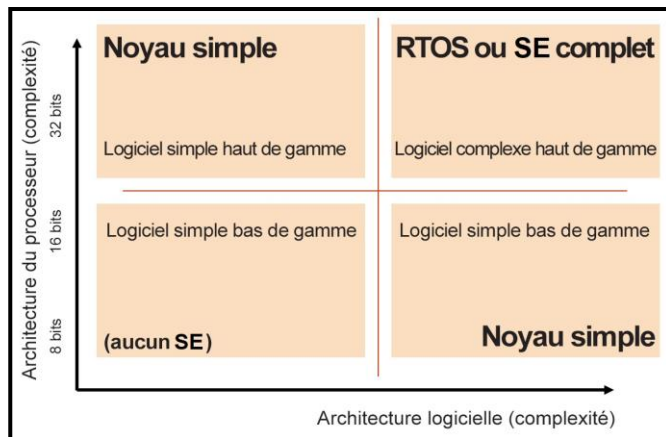 Noyau simple
Logiciel simple haut de gamme
RTOS ou SE complet
Logiciel complexe haut de gamme
Logiciel simple bas de gamme
(aucun SE)
Logiciel simple bas de gamme
Noyau simple
Architecture du processeur (complexité)
32 bits
16 bits
8 bits
Architecture logicielle (complexité)